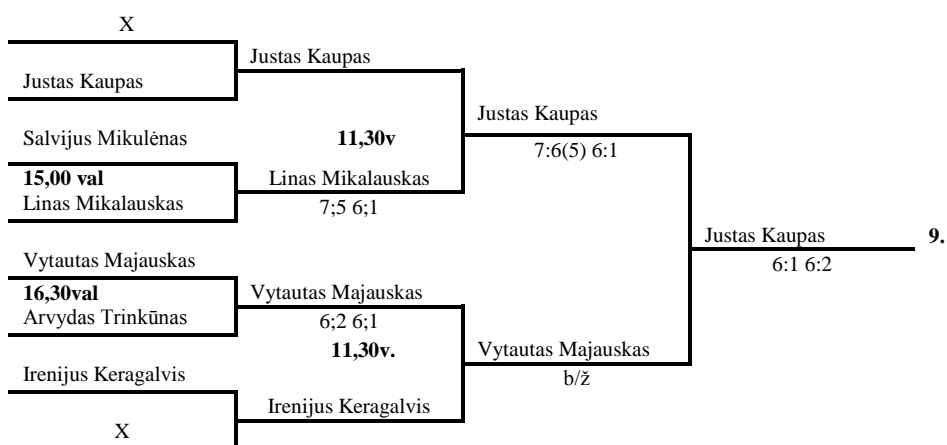 X
Justas Kaupas
Justas Kaupas
Justas Kaupas
Salvijus Mikulėnas
11,30v
7:6(5) 6:1
15,00 val
Linas Mikalauskas
Linas Mikalauskas
7;5 6;1
Justas Kaupas
9.
6:1 6:2
Vytautas Majauskas
16,30val
Arvydas Trinkūnas
Vytautas Majauskas
6;2 6;1
11,30v.
Vytautas Majauskas
b/ž
Irenijus Keragalvis
Irenijus Keragalvis
X